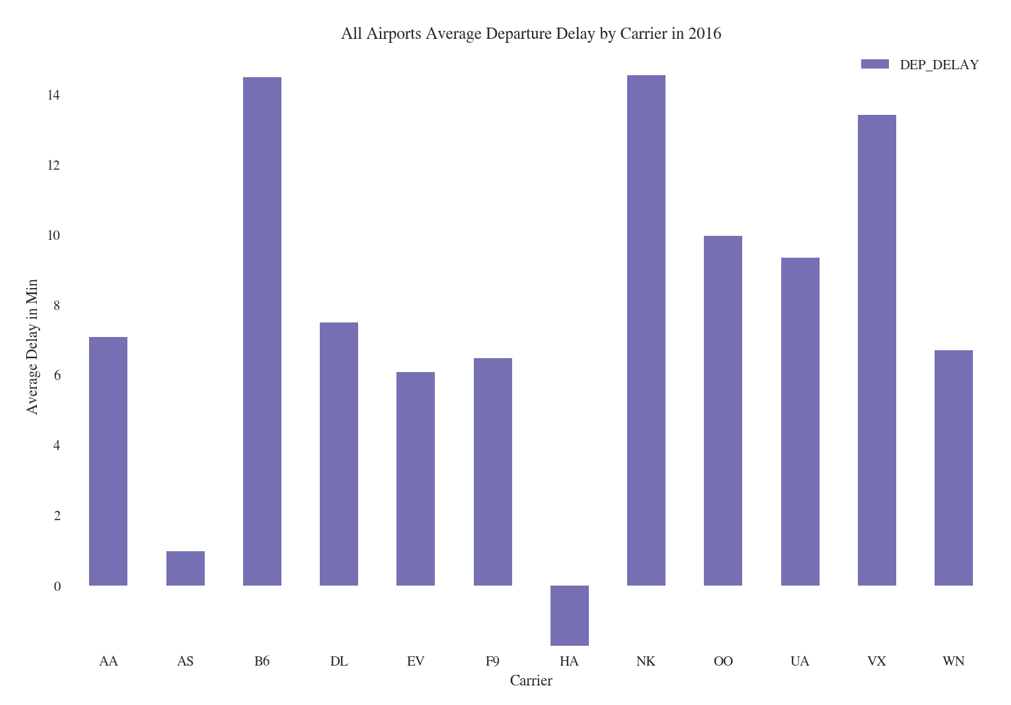 All Airports Average Departure Delay by Carrier in 2016
DEP_DELAY
14
12
10
8
6
4
2
0
Average Delay in Min
AA AS B6 DL EV F9 HA NK OO UA VX WN
Carrier